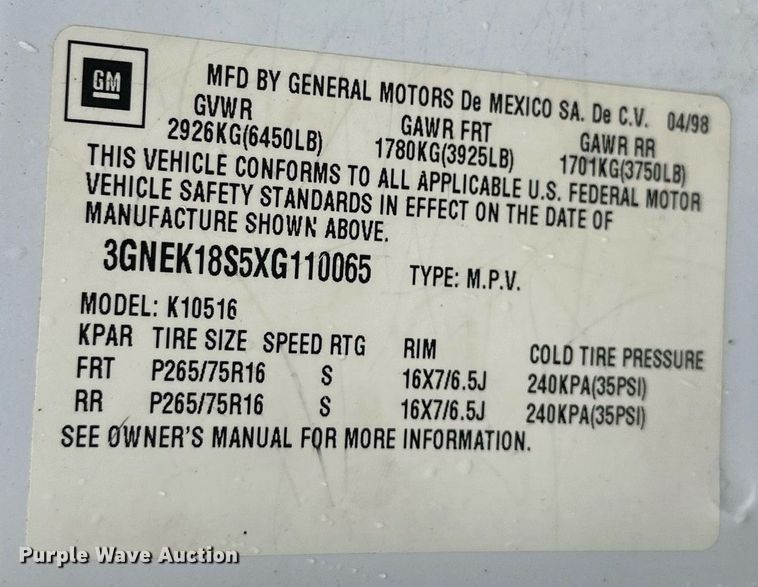 GM
MFD BY GENERAL MOTORS De MEXICO SA. De C.V. 04/98
GVWR GAWR FRT GAWR RR
2926KG(6450LB) 1780KG(3925LB) 1701KG(3750LB)
THIS VEHICLE CONFORMS TO ALL APPLICABLE U.S. FEDERAL MOTOR
VEHICLE SAFETY STANDARDS IN EFFECT ON THE DATE OF
MANUFACTURE SHOWN ABOVE.
3GNEK18S5XG110065 TYPE: M.P.V.
MODEL: K10516
KPAR TIRE SIZE SPEED RTG RIM COLD TIRE PRESSURE
FRT P265/75R16 S 16X7/6.5J 240KPA(35PSI)
RR P265/75R16 S 16X7/6.5J 240KPA(35PSI)
SEE OWNER'S MANUAL FOR MORE INFORMATION.
Purple Wave Auction